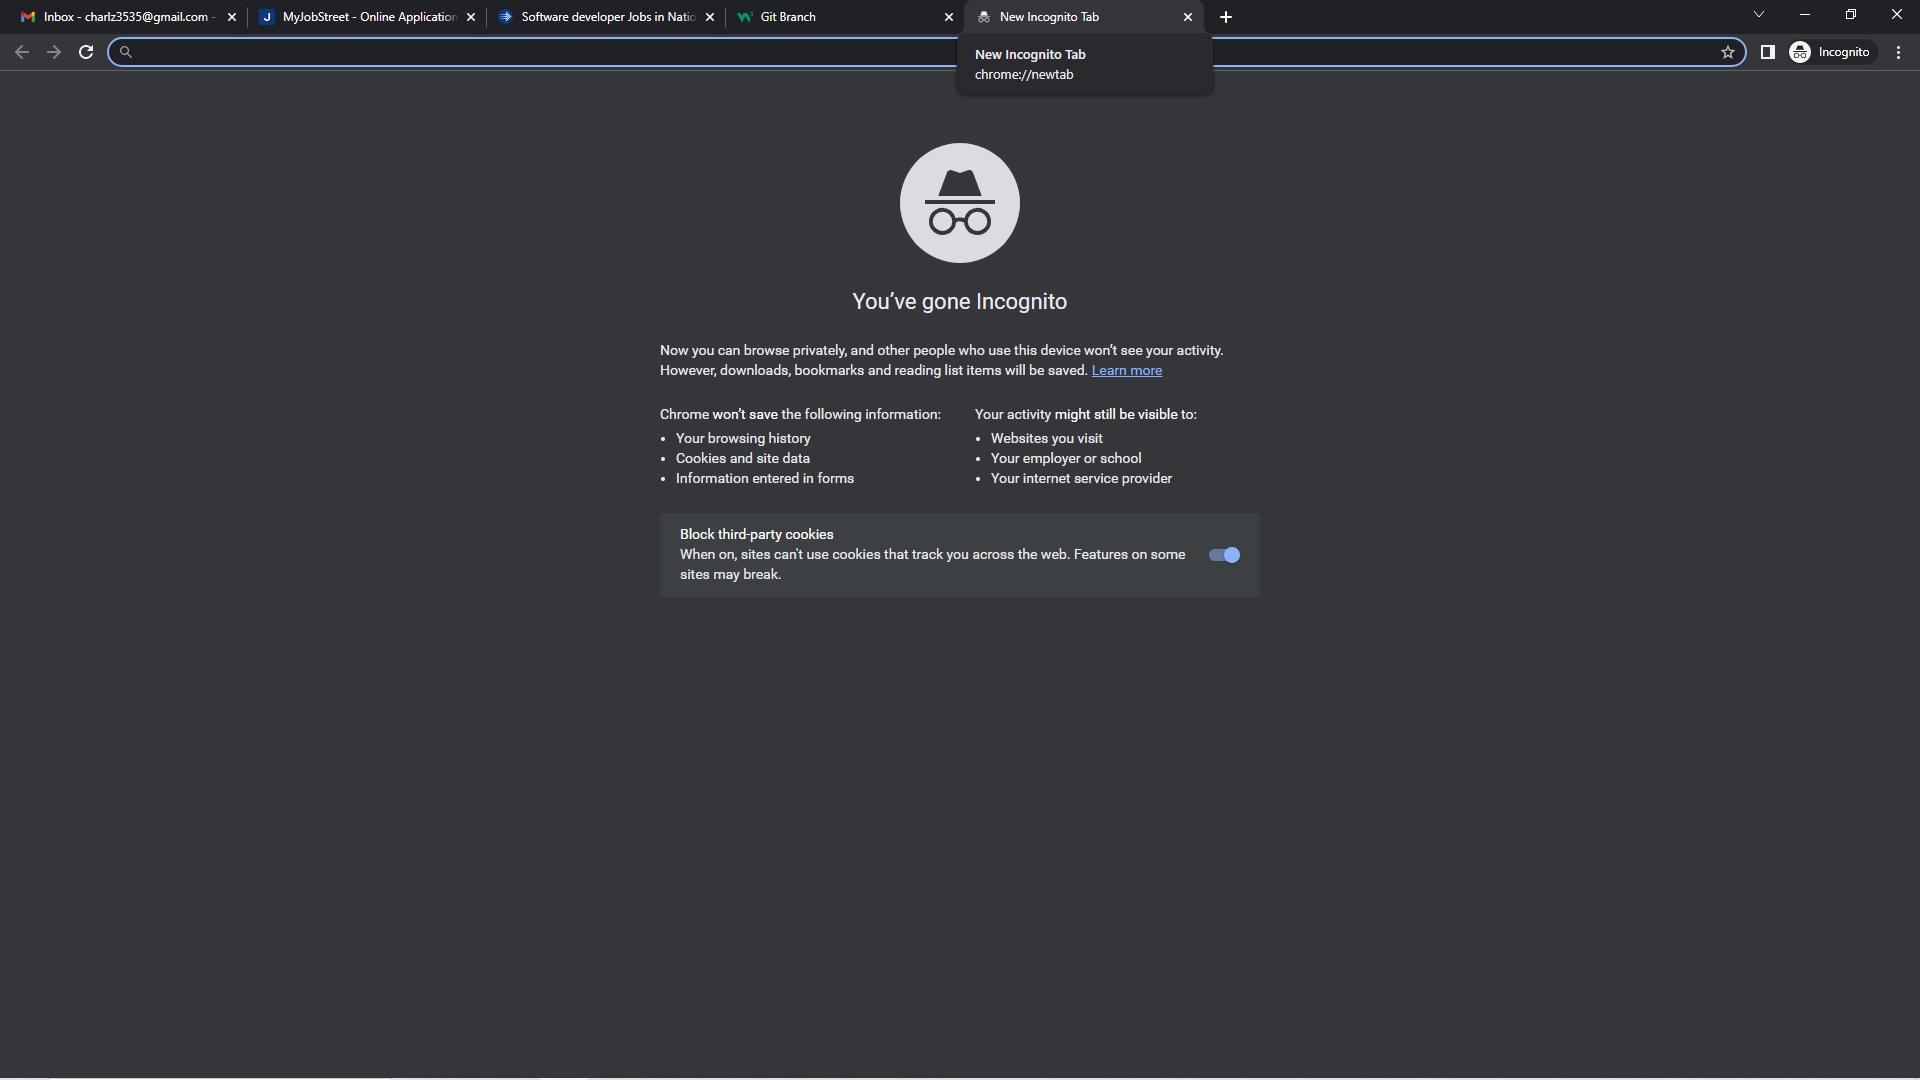 Inbox - charlz3535@gmail.com -
MyJobStreet - Online Application
Software developer Jobs in Natio
Git Branch
New Incognito Tab
Incognito
New Incognito Tab
chrome://newtab
You've gone Incognito
Now you can browse privately, and other people who use this device won't see your activity.
However, downloads, bookmarks and reading list items will be saved. Learn more
Chrome won't save the following information:
• Your browsing history
• Cookies and site data
• Information entered in forms
Your activity might still be visible to:
• Websites you visit
• Your employer or school
• Your internet service provider
Block third-party cookies
When on, sites can't use cookies that track you across the web. Features on some
sites may break.